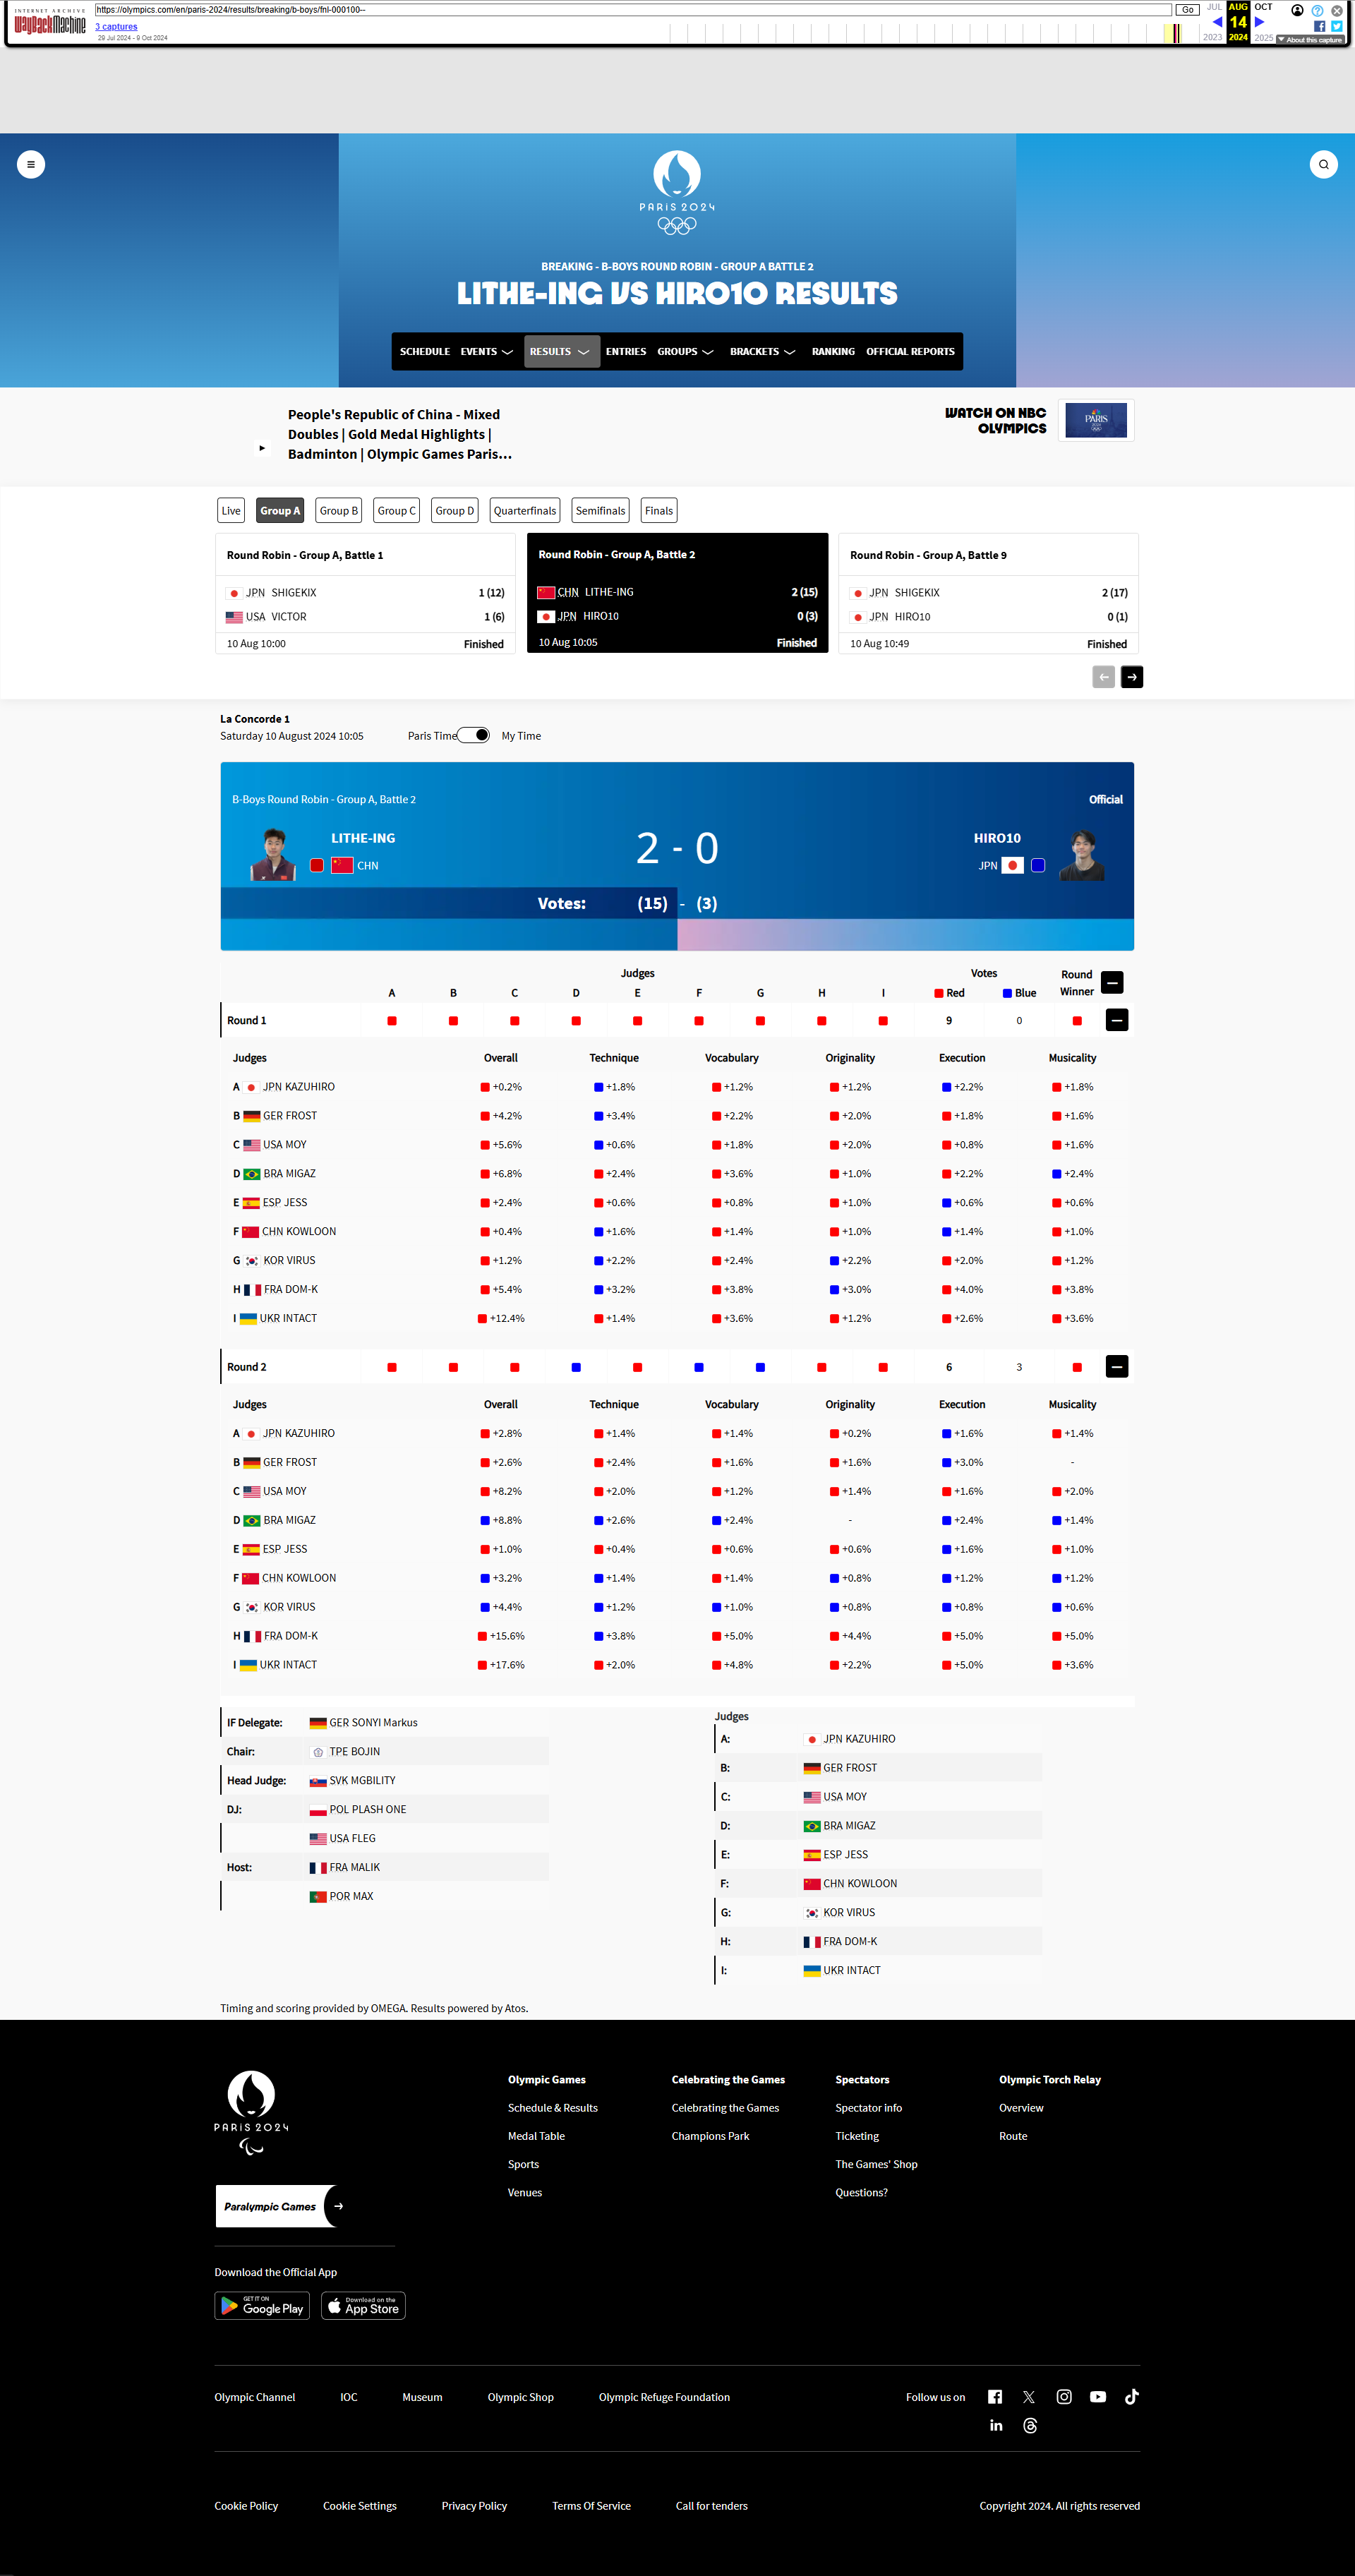 INTERNET ARCHIVE
WayBackMachine
https://olympics.com/en/paris-2024/results/breaking/b-boys/fnl-000100--
Go
JUL AUG OCT
3 captures
14
29 Jul 2024 - 9 Oct 2024
2023 2024 2025
About this capture
PARIS 2024
BREAKING - B-BOYS ROUND ROBIN - GROUP A BATTLE 2
LITHE-ING VS HIRO10 RESULTS
SCHEDULE EVENTS RESULTS ENTRIES GROUPS BRACKETS RANKING OFFICIAL REPORTS
People's Republic of China - Mixed
Doubles | Gold Medal Highlights |
Badminton | Olympic Games Paris...
WATCH ON NBC
OLYMPICS
PARIS
Live Group A Group B Group C Group D Quarterfinals Semifinals Finals
Round Robin - Group A, Battle 1
JPN SHIGEKIX 1 (12)
USA VICTOR 1 (6)
10 Aug 10:00 Finished
Round Robin - Group A, Battle 2
CHN LITHE-ING 2 (15)
JPN HIRO10 0 (3)
10 Aug 10:05 Finished
Round Robin - Group A, Battle 9
JPN SHIGEKIX 2 (17)
JPN HIRO10 0 (1)
10 Aug 10:49 Finished
La Concorde 1
Saturday 10 August 2024 10:05 Paris Time My Time
B-Boys Round Robin - Group A, Battle 2 Official
LITHE-ING 2 - 0 HIRO10
CHN JPN
Votes: (15) - (3)
Judges Votes Round Winner
A B C D E F G H I Red Blue
Round 1 9 0
Judges Overall Technique Vocabulary Originality Execution Musicality
A JPN KAZUHIRO +0.2% +1.8% +1.2% +1.2% +2.2% +1.8%
B GER FROST +4.2% +3.4% +2.2% +2.0% +1.8% +1.6%
C USA MOY +5.6% +0.6% +1.8% +2.0% +0.8% +1.6%
D BRA MIGAZ +6.8% +2.4% +3.6% +1.0% +2.2% +2.4%
E ESP JESS +2.4% +0.6% +0.8% +1.0% +0.6% +0.6%
F CHN KOWLOON +0.4% +1.6% +1.4% +1.0% +1.4% +1.0%
G KOR VIRUS +1.2% +2.2% +2.4% +2.2% +2.0% +1.2%
H FRA DOM-K +5.4% +3.2% +3.8% +3.0% +4.0% +3.8%
I UKR INTACT +12.4% +1.4% +3.6% +1.2% +2.6% +3.6%
Round 2 6 3
Judges Overall Technique Vocabulary Originality Execution Musicality
A JPN KAZUHIRO +2.8% +1.4% +1.4% +0.2% +1.6% +1.4%
B GER FROST +2.6% +2.4% +1.6% +1.6% +3.0% -
C USA MOY +8.2% +2.0% +1.2% +1.4% +1.6% +2.0%
D BRA MIGAZ +8.8% +2.6% +2.4% - +2.4% +1.4%
E ESP JESS +1.0% +0.4% +0.6% +0.6% +1.6% +1.0%
F CHN KOWLOON +3.2% +1.4% +1.4% +0.8% +1.2% +1.2%
G KOR VIRUS +4.4% +1.2% +1.0% +0.8% +0.8% +0.6%
H FRA DOM-K +15.6% +3.8% +5.0% +4.4% +5.0% +5.0%
I UKR INTACT +17.6% +2.0% +4.8% +2.2% +5.0% +3.6%
IF Delegate: GER SONYI Markus
Chair: TPE BOJIN
Head Judge: SVK MGBILITY
DJ: POL PLASH ONE
USA FLEG
Host: FRA MALIK
POR MAX
Judges
A: JPN KAZUHIRO
B: GER FROST
C: USA MOY
D: BRA MIGAZ
E: ESP JESS
F: CHN KOWLOON
G: KOR VIRUS
H: FRA DOM-K
I: UKR INTACT
Timing and scoring provided by OMEGA. Results powered by Atos.
PARIS 2024
Paralympic Games
Download the Official App
GET IT ON
Google Play
Download on the
App Store
Olympic Games
Schedule & Results
Medal Table
Sports
Venues
Celebrating the Games
Celebrating the Games
Champions Park
Spectators
Spectator info
Ticketing
The Games' Shop
Questions?
Olympic Torch Relay
Overview
Route
Olympic Channel IOC Museum Olympic Shop Olympic Refuge Foundation Follow us on
Cookie Policy Cookie Settings Privacy Policy Terms Of Service Call for tenders Copyright 2024. All rights reserved